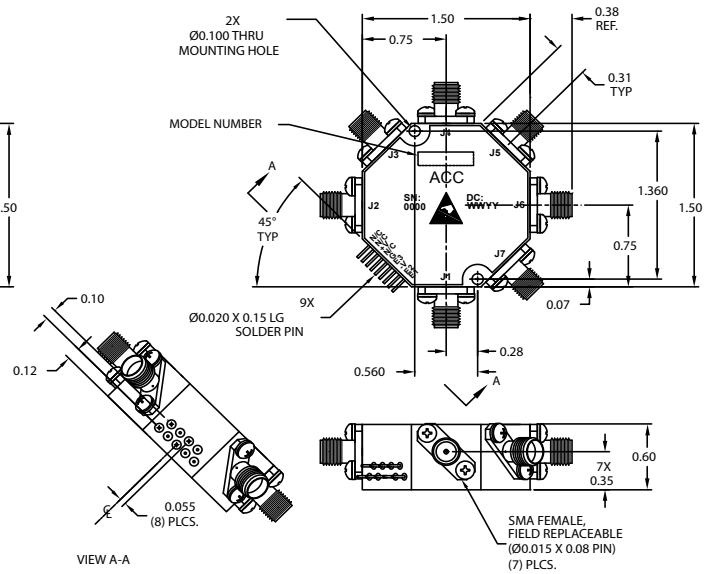 2X
Ø0.100 THRU
MOUNTING HOLE
1.50
0.75
0.38
REF.
0.31
TYP
MODEL NUMBER
J4
J3
J5
ACC
A
.50
1.360
1.50
SN:
0000
DC:
WWYY
J2
J6
45°
TYP
0.75
J7
J1
0.10
9X
Ø0.020 X 0.15 LG
SOLDER PIN
0.07
0.12
0.28
0.560
A
0.60
7X
0.35
0.055
(8) PLCS.
SMA FEMALE,
FIELD REPLACEABLE
(Ø0.015 X 0.08 PIN)
(7) PLCS.
VIEW A-A